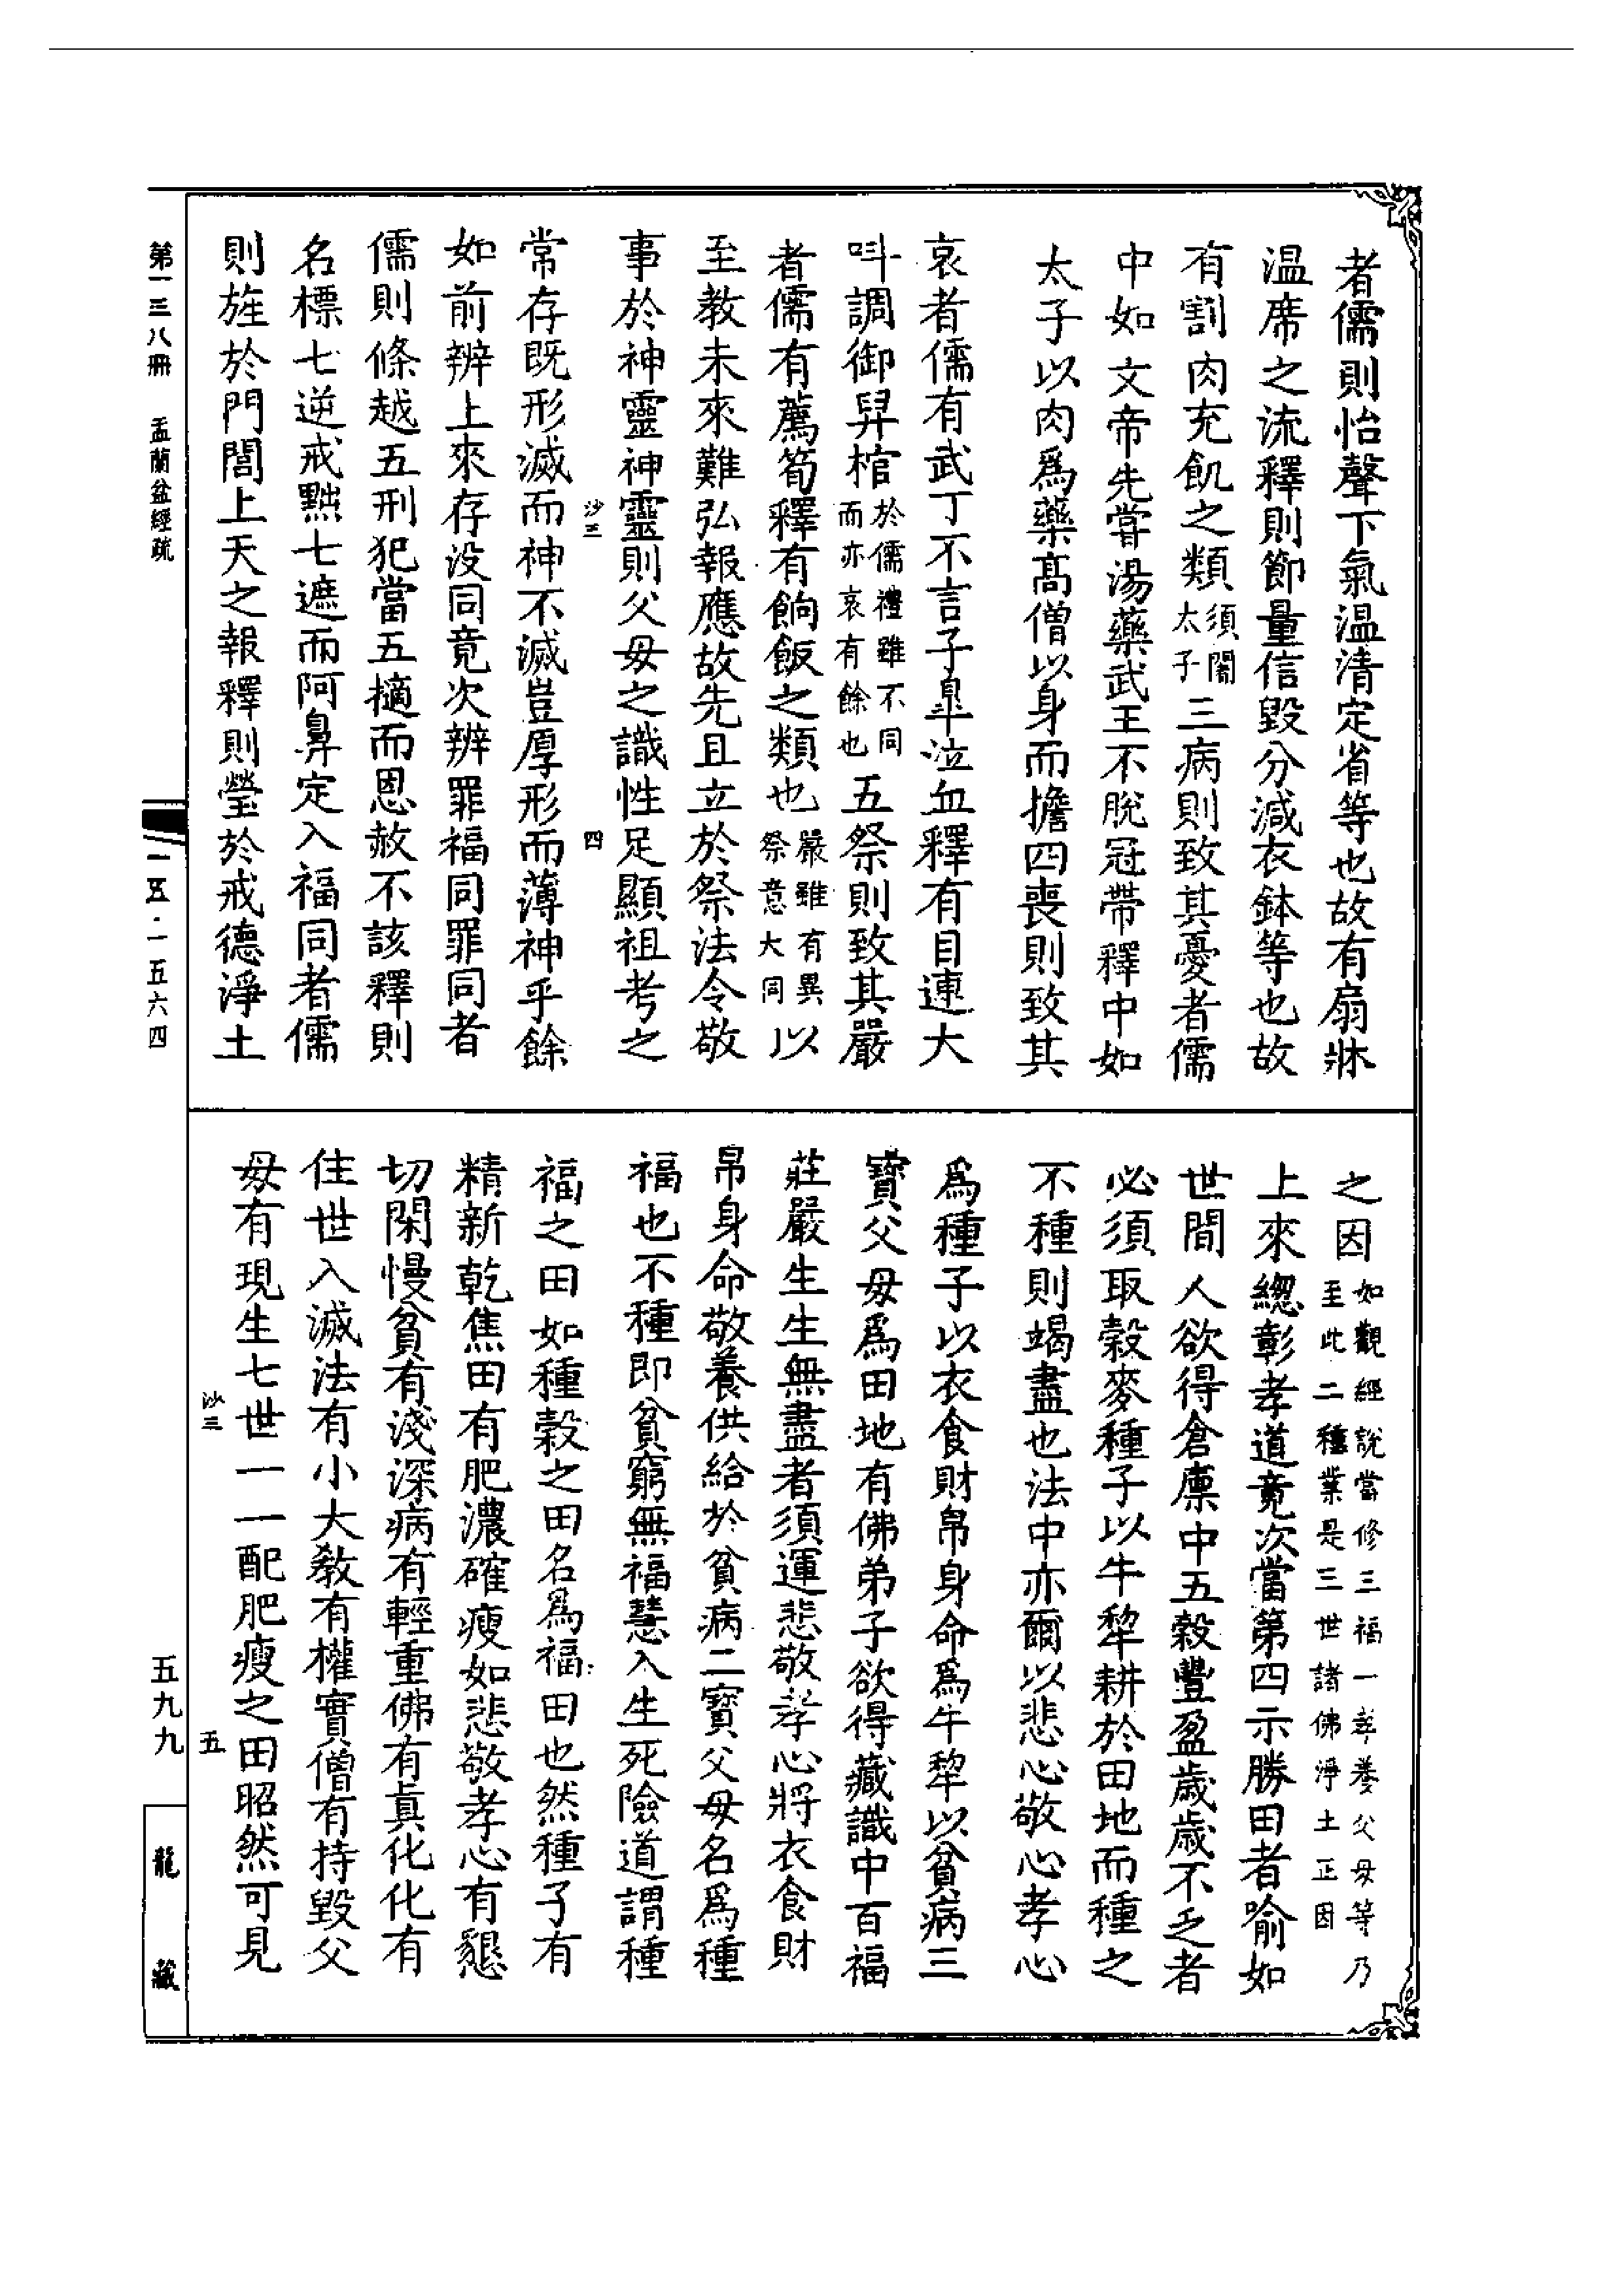 者儒則怡聲下氣温清定省等也故有扇牀
温席之流釋則節量信毀分減衣鉢等也故
有割肉充飢之類須闍太子三病則致其憂者儒
中如文帝先甞湯藥武王不脫冠帶釋中如
太子以肉爲藥髙僧以身而擔四喪則致其
哀者儒有武丁不言子臯泣血釋有目連大
叫調御舁棺於儒禮雖不同而亦哀有餘也五祭則致其嚴
者儒有薦筍釋有餉飯之類也嚴雖有異祭意大同以
至教未來難弘報應故先且立於祭法令敬
事於神靈神靈則父毋之識性足顯祖考之
沙三 四
常存既形滅而神不滅豈厚形而薄神乎餘
如前辨上來存没同竟次辨罪福同罪同者
儒則條越五刑犯當五擿而恩赦不該釋則
名標七逆戒黜七遮而阿鼻定入福同者儒
則旌於門閭上天之報釋則瑩於戒德淨土
第一三八冊 盂蘭盆經疏
一五五·一五六四
之因如觀經說當修三福一孝養父毋等乃至此二種業是三世諸佛淨土正因
上來緫彰孝道竟次當第四示勝田者喻如
世間人欲得倉廪中五榖豐盈歲歲不乏者
必須取榖麥種子以牛犂耕於田地而種之
不種則竭盡也法中亦爾以悲心敬心孝心
爲種子以衣食財帛身命爲牛犂以貧病三
寶父毋爲田地有佛弟子欲得藏識中百福
莊嚴生生無盡者須運悲敬孝心將衣食財
帛身命敬養供給於貧病二寳父毋名爲種
福也不種即貧窮無福慧入生死險道謂種
福之田如種榖之田名爲福田也然種子有
精新乾焦田有肥濃確瘦如悲敬孝心有懇
切閑慢貧有淺深病有輕重佛有真化化有
住世入滅法有小大教有權實僧有持毀父
毋有現生七世一一配肥瘦之田昭然可見
沙三 五
五九九
龍藏